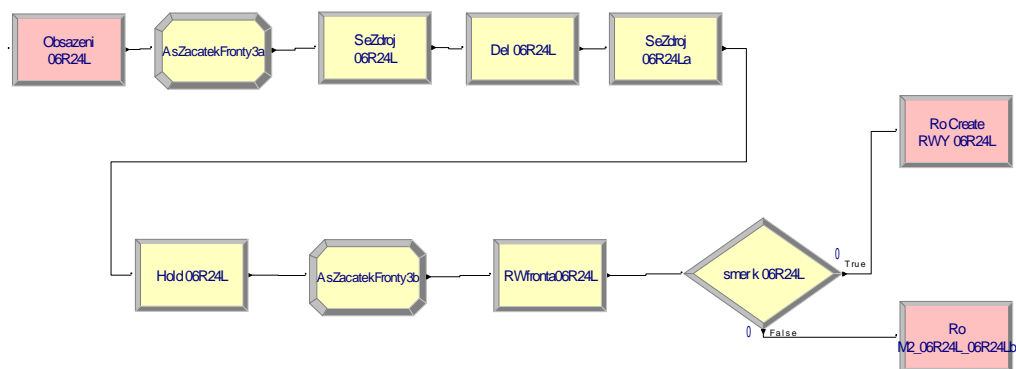 Obsazeni
06R24L
AsZacatekFronty3a
SeZdroj
06R24L
Del 06R24L
SeZdroj
06R24La
Ro Create
RWY 06R24L
Hold 06R24L
AsZacatekFronty3b
RWfronta06R24L
smer k 06R24L
0
True
0
False
Ro
M2_06R24L_06R24Lb